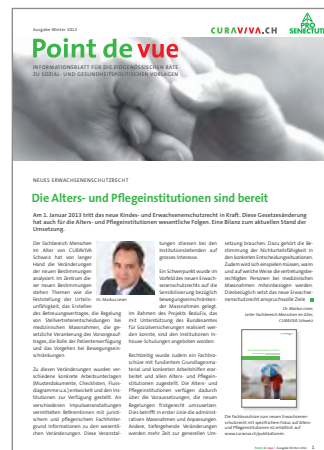 Ausgabe Winter 2012
CURAVIVA.CH
PRO
SENECTUTE
Point de vue
INFORMATIONSBLATT FÜR DIE EIDGENÖSSISCHEN RÄTE
ZU SOZIAL- UND GESUNDHEITSPOLITISCHEN VORLAGEN
NEUES ERWACHSENENSCHUTZRECHT
Die Alters- und Pflegeinstitutionen sind bereit
Am 1. Januar 2013 tritt das neue Kindes- und Erwachsenenschutzrecht in Kraft. Diese Gesetzesänderung
hat auch für die Alters- und Pflegeinstitutionen wesentliche Folgen. Eine Bilanz zum aktuellen Stand der
Umsetzung.
Der Fachbereich Menschen
im Alter von CURAVIVA
Schweiz hat von langer
Hand die Veränderungen
der neuen Bestimmungen
analysiert. Im Zentrum die-
ser neuen Bestimmungen
stehen Themen wie die
Feststellung der Urteils-
unfähigkeit, das Erstellen
des Betreuungsvertrages, die Regelung
von Stellvertreterentscheidungen bei
medizinischen Massnahmen, die ge-
setzliche Verankerung des Vorsorgeauf-
trages, die Rolle der Patientenverfügung
und das Vorgehen bei Bewegungsein-
schränkungen.
Zu diesen Veränderungen wurden ver-
schiedene konkrete Arbeitsunterlagen
(Musterdokumente, Checklisten, Fluss-
diagramme u.a.) entwickelt und den Ins-
titutionen zur Verfügung gestellt. An
verschiedenen Impulsveranstaltungen
vermittelten Referentinnen mit juristi-
schem und pflegerischem Fachhinter-
grund Informationen zu den wesentli-
chen Veränderungen. Diese Veranstal-
Dr. Markus Leser
tungen stiessen bei den
Institutionsleitenden auf
grosses Interesse.
Ein Schwerpunkt wurde im
Vorfeld des neuen Erwach-
senenschutzrechts auf die
Sensibilisierung bezüglich
bewegungseinschränken-
der Massnahmen gelegt.
Im Rahmen des Projekts ReduFix, das
mit der Unterstützung des Bundesamtes
für Sozialversicherungen realisiert wer-
den konnte, sind den Institutionen In-
house-Schulungen angeboten worden.
Rechtzeitig wurde zudem ein Fachbro-
schüre mit fundiertem Grundlagenma-
terial und konkreten Arbeitshilfen erar-
beitet und allen Alters- und Pflegein-
stitutionen zugestellt. Die Alters- und
Pflegeinstitutionen verfügen dadurch
über die Voraussetzungen, die neuen
Regelungen fristgerecht umzusetzen.
Dies betrifft in erster Linie die administ-
rativen Massnahmen und Anpassungen.
Andere, tiefergehende Veränderungen
werden mehr Zeit zur generellen Um-
setzung brauchen. Dazu gehört die Be-
stimmung der Nichturteilsfähigkeit in
den konkreten Entscheidungssituationen.
Zudem wird sich einspielen müssen, wann
und auf welche Weise die vertretungsbe-
rechtigten Personen bei medizinischen
Massnahmen miteinbezogen werden.
Diesbezüglich setzt das neue Erwachse-
nenschutzrecht anspruchsvolle Ziele.
Dr. Markus Leser,
Leiter Fachbereich Menschen im Alter,
CURAVIVA Schweiz
Die Fachbroschüre zum neuen Erwachsenen-
schutzrecht mit spezifischem Fokus auf Alters-
und Pflegeinstitutionen ist erhältlich auf
www.curaviva.ch/publikationen.
Point de vue | Ausgabe Winter 2012 1